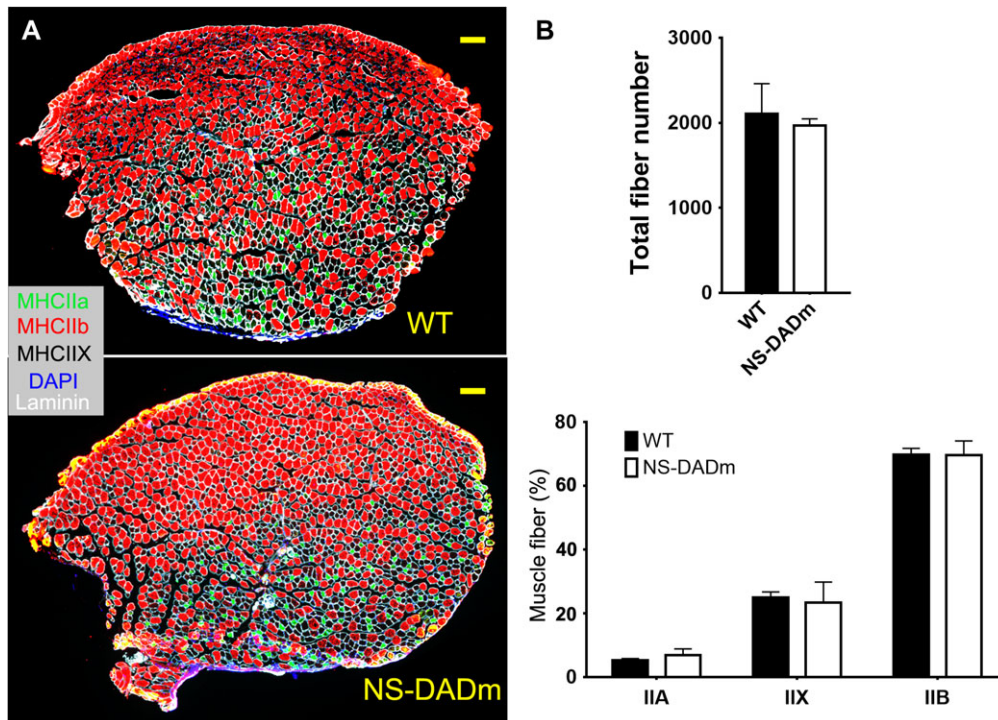 A
WT
MHCIIa
MHCIIb
MHCIIX
DAPI
Laminin
NS-DADm
B
3000
2000
1000
0
Total fiber number
WT
NS-DADm
80
60
40
20
0
Muscle fiber (%)
WT
NS-DADm
IIA IIX IIB